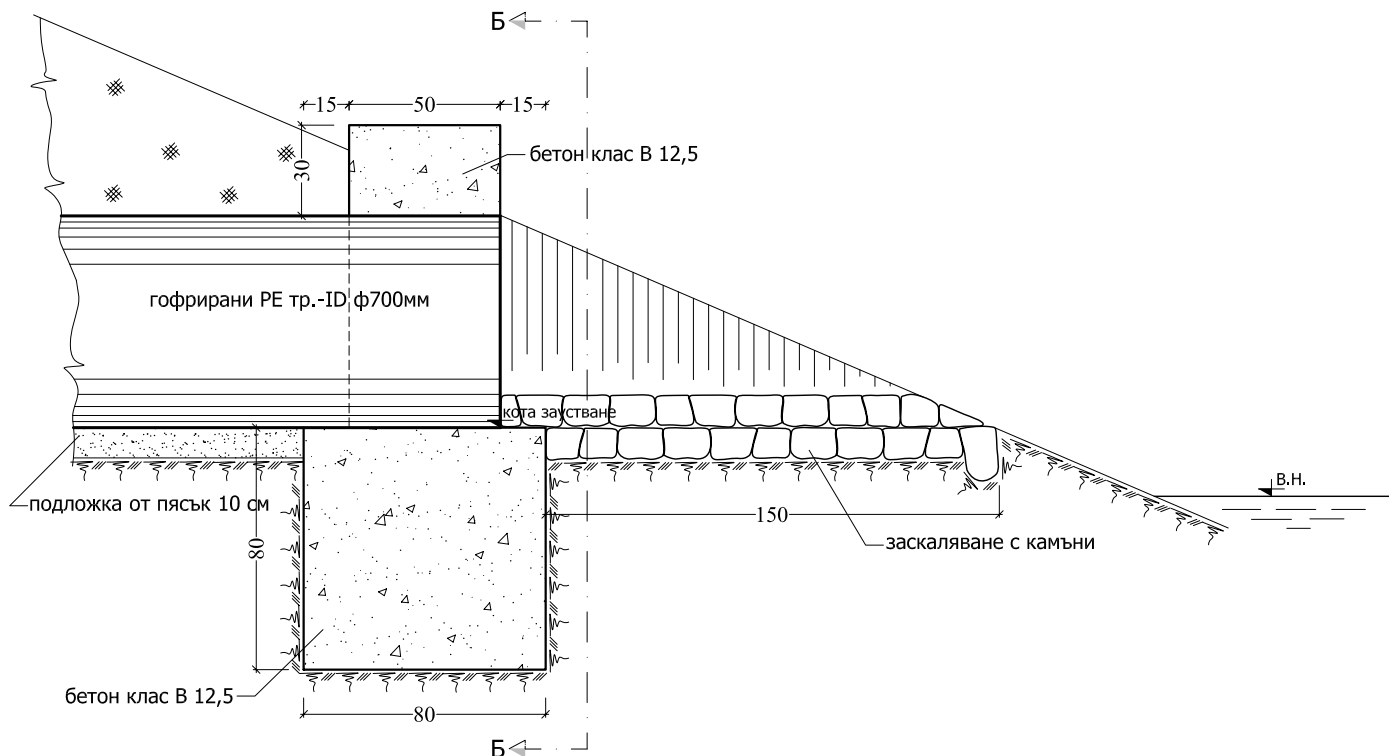 Б
15
50
15
30
бетон клас В 12,5
гофрирани РЕ тр.-ID ф700мм
кота заустване
подложка от пясък 10 см
В.Н.
150
80
заскаляване с камъни
бетон клас В 12,5
80
Б